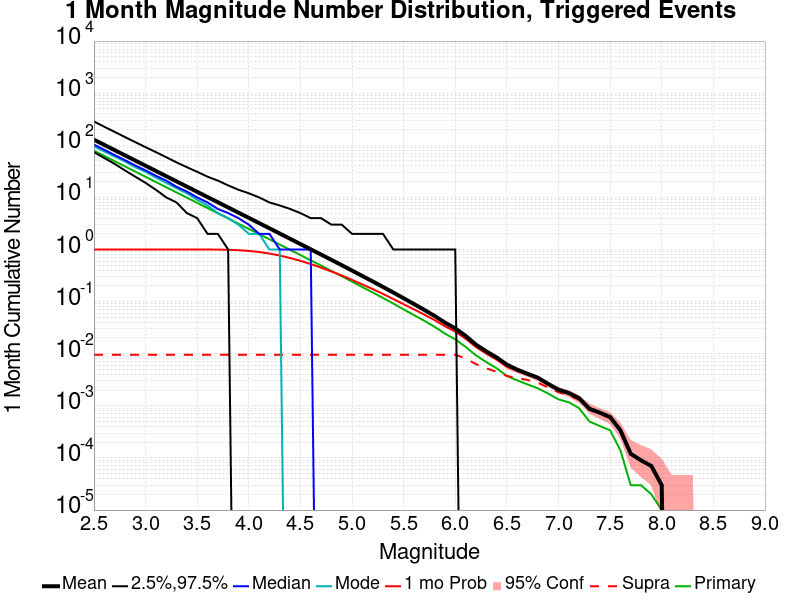 1 Month Magnitude Number Distribution, Triggered Events
10 4
10 3
10 2
10 1
10 0
10 -1
10 -2
10 -3
10 -4
10 -5
1 Month Cumulative Number
2.5 3.0 3.5 4.0 4.5 5.0 5.5 6.0 6.5 7.0 7.5 8.0 8.5 9.0
Magnitude
Mean 2.5%,97.5% Median Mode 1 mo Prob 95% Conf Supra Primary